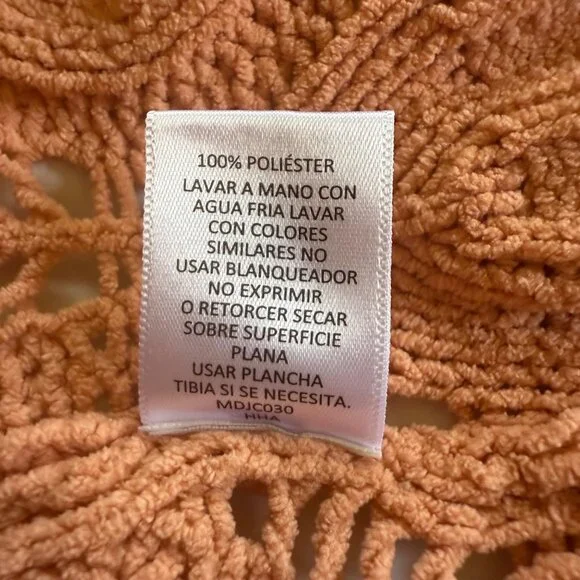 100% POLIÉSTER
LAVAR A MANO CON
AGUA FRIA LAVAR
CON COLORES
SIMILARES NO
USAR BLANQUEADOR
NO EXPRIMIR
O RETORCER SECAR
SOBRE SUPERFICIE
PLANA
USAR PLANCHA
TIBIA SI SE NECESITA.
MDJC030
HHA